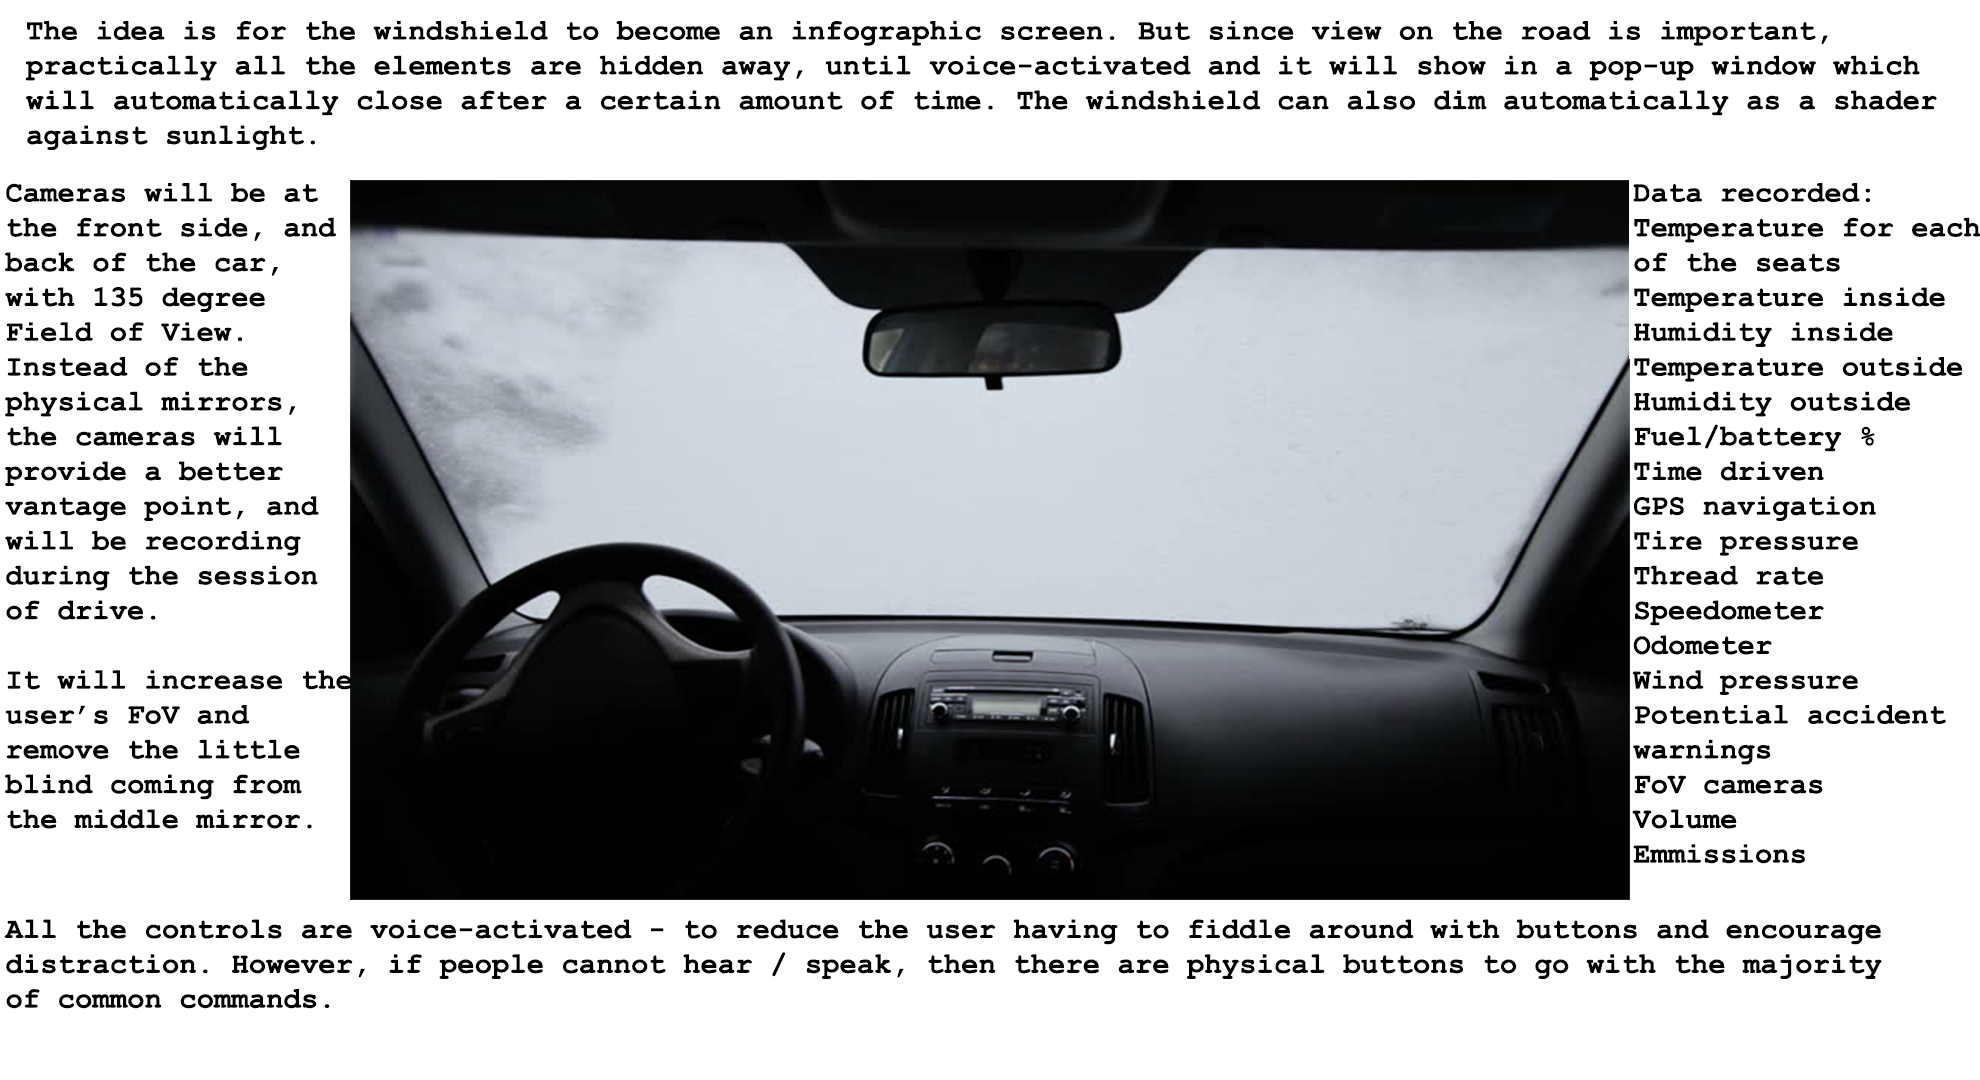 The idea is for the windshield to become an infographic screen. But since view on the road is important,
practically all the elements are hidden away, until voice-activated and it will show in a pop-up window which
will automatically close after a certain amount of time. The windshield can also dim automatically as a shader
against sunlight.
Cameras will be at
the front side, and
back of the car,
with 135 degree
Field of View.
Instead of the
physical mirrors,
the cameras will
provide a better
vantage point, and
will be recording
during the session
of drive.
It will increase the
user’s FoV and
remove the little
blind coming from
the middle mirror.
Data recorded:
Temperature for each
of the seats
Temperature inside
Humidity inside
Temperature outside
Humidity outside
Fuel/battery %
Time driven
GPS navigation
Tire pressure
Thread rate
Speedometer
Odometer
Wind pressure
Potential accident
warnings
FoV cameras
Volume
Emmissions
All the controls are voice-activated - to reduce the user having to fiddle around with buttons and encourage
distraction. However, if people cannot hear / speak, then there are physical buttons to go with the majority
of common commands.